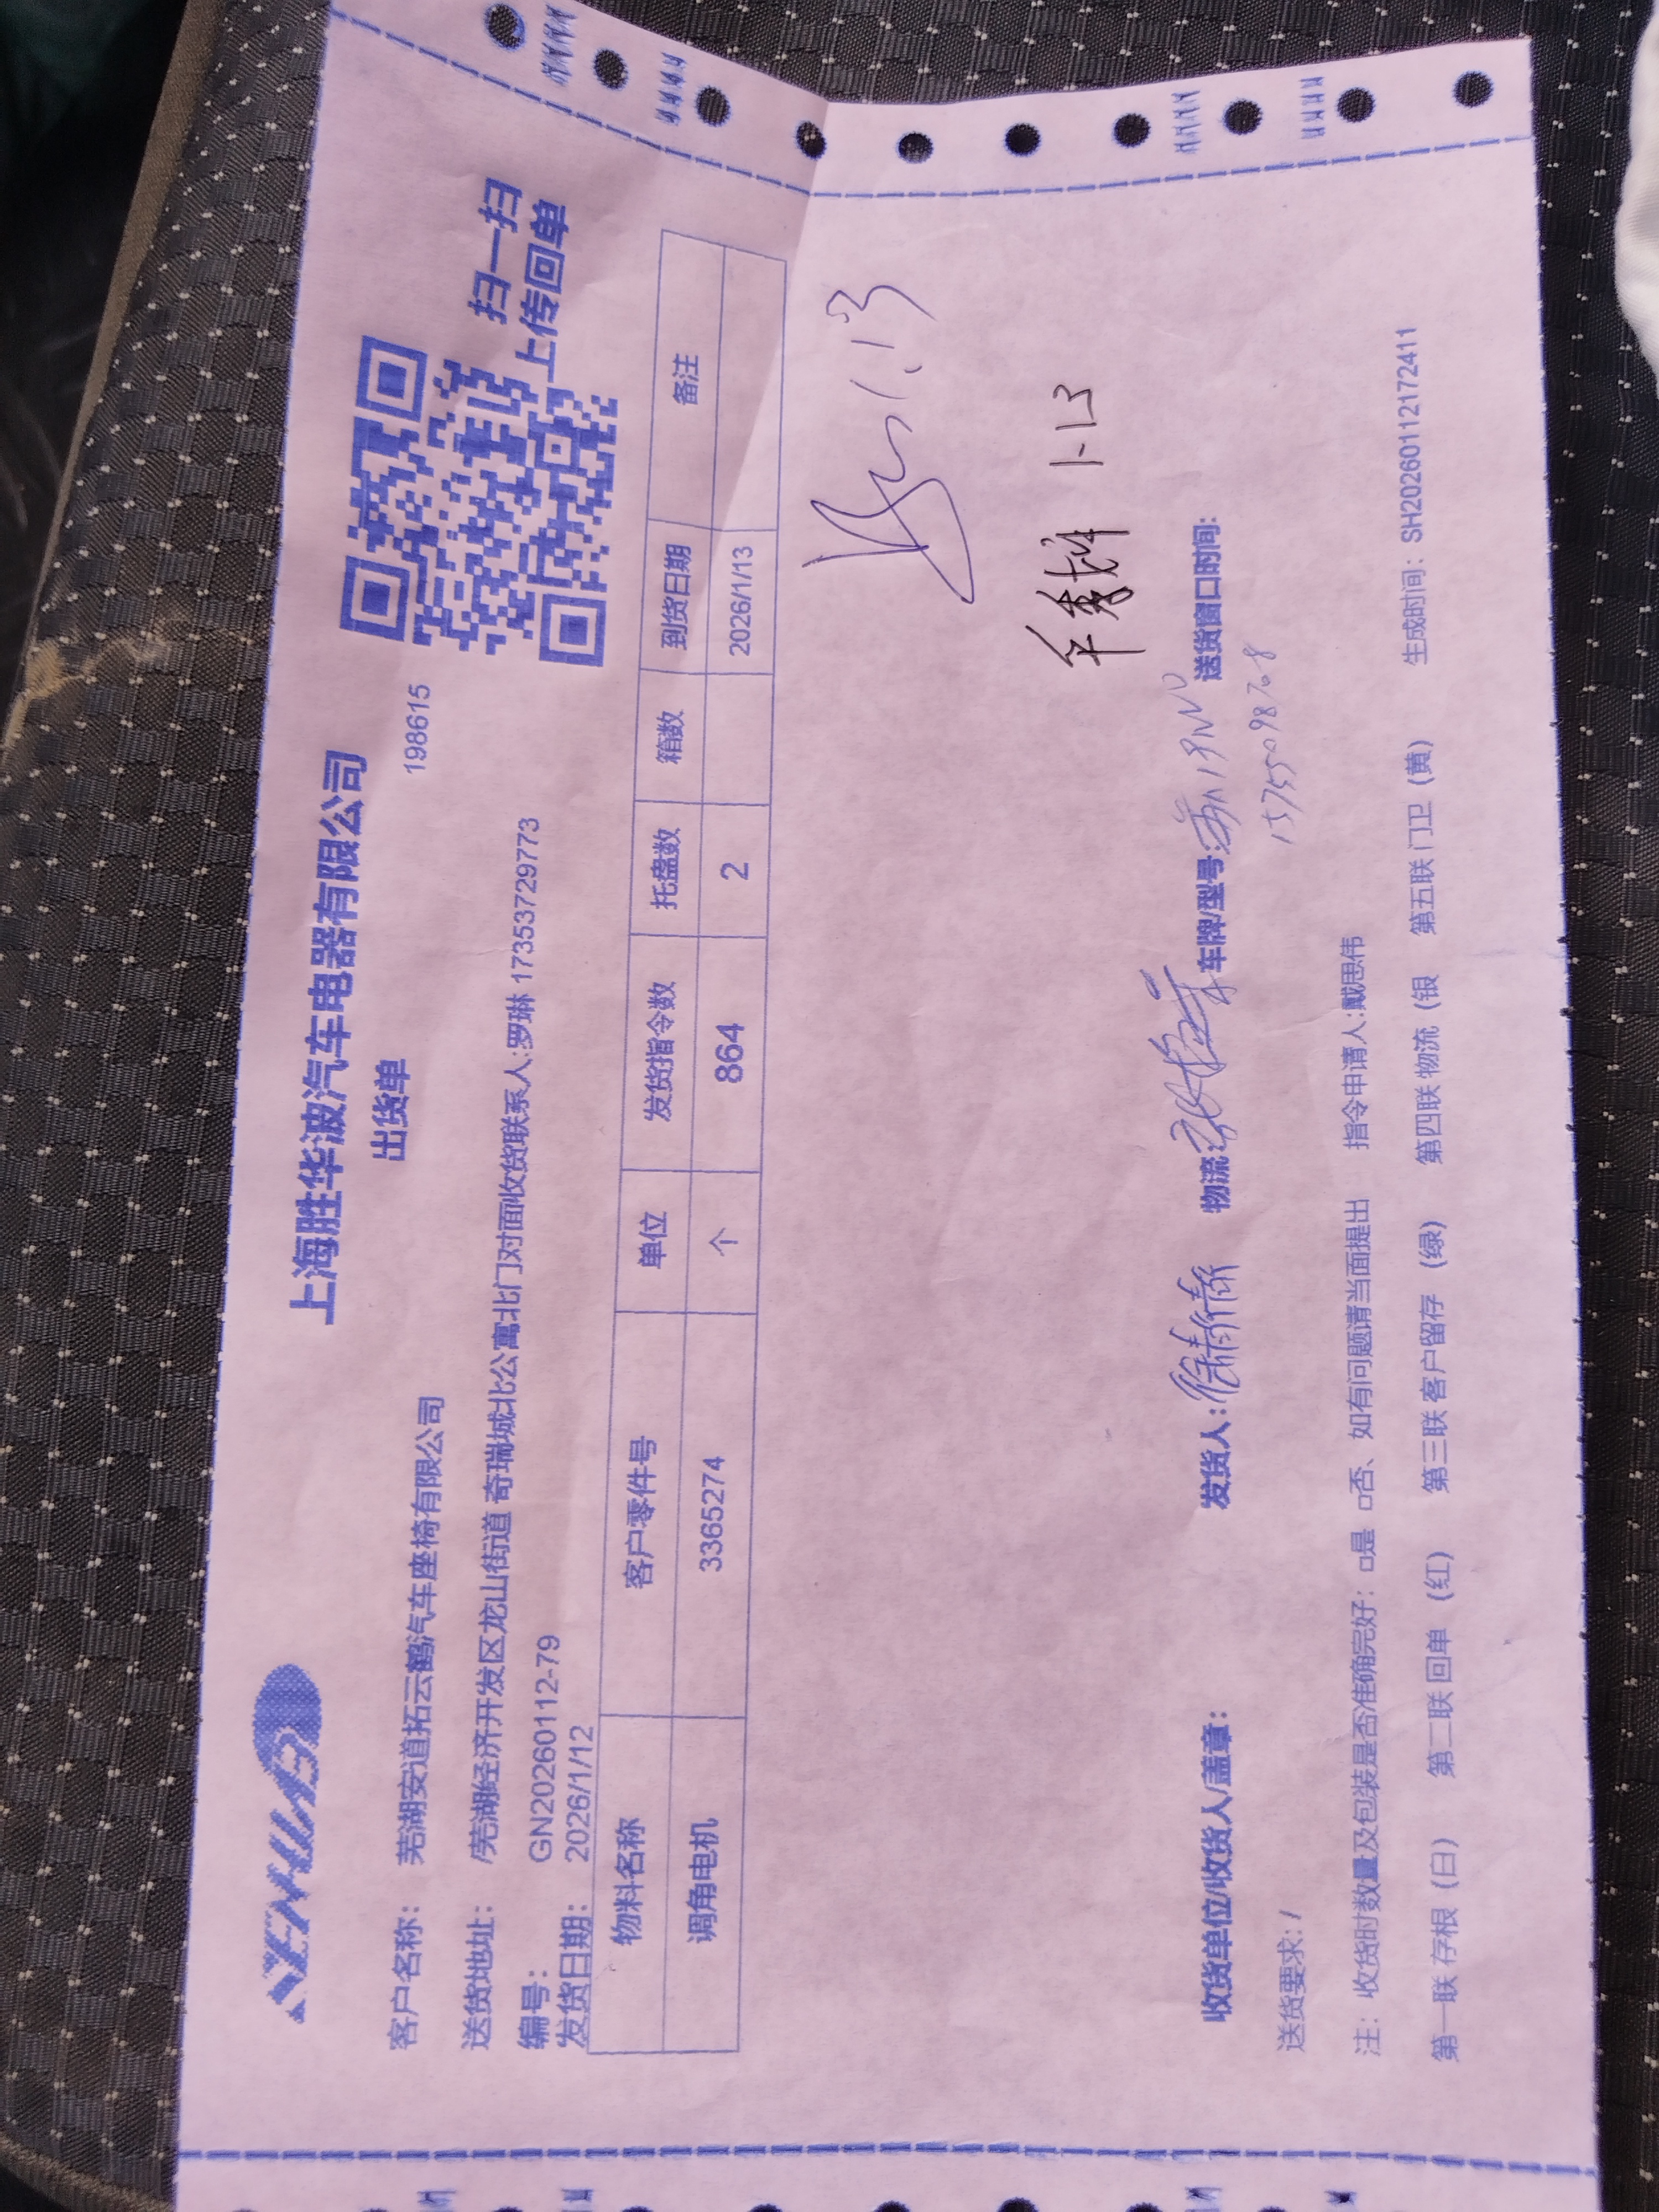 SENHUABO
上海胜华波汽车电器有限公司
出货单
198615
扫一扫
上传回单
客户名称: 芜湖安道拓云鹤汽车座椅有限公司
送货地址: /芜湖经济开发区龙山街道 奇瑞城北公寓北门对面收货联系人:罗琳 17353729773
编号: GN20260112-79
发货日期: 2026/1/12
物料名称 客户零件号 单位 发货指令数 托盘数 箱数 到货日期 备注
调角电机 3365274 个 864 2 2026/1/13
1.13
1-13
收货单位/收货人/盖章: 发货人: 徐静静 物流: 车牌/型号: 送货窗口时间:
送货要求: /
注: 收货时数量及包装是否准确完好: □是 □否、如有问题请当面提出 指令申请人:戴思伟
第一联 存根 (白) 第二联 回单 (红) 第三联 客户留存 (绿) 第四联 物流 (银 第五联 门卫 (黄) 生成时间: SH20260112172411